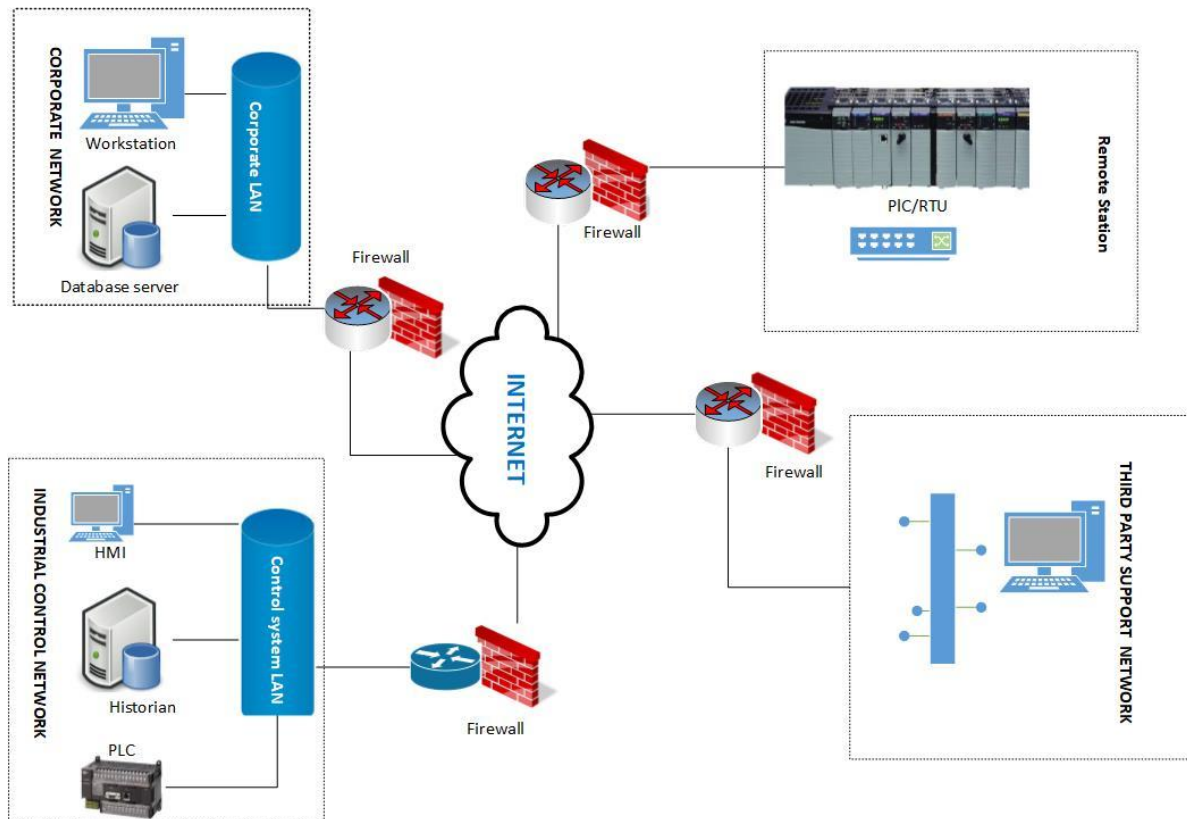 CORPORATE NETWORK
Workstation
Database server
Corporate LAN
Firewall
Firewall
PlC/RTU
Remote Station
INTERNET
Firewall
THIRD PARTY SUPPORT NETWORK
INDUSTRIAL CONTROL NETWORK
HMI
Historian
PLC
Control system LAN
Firewall